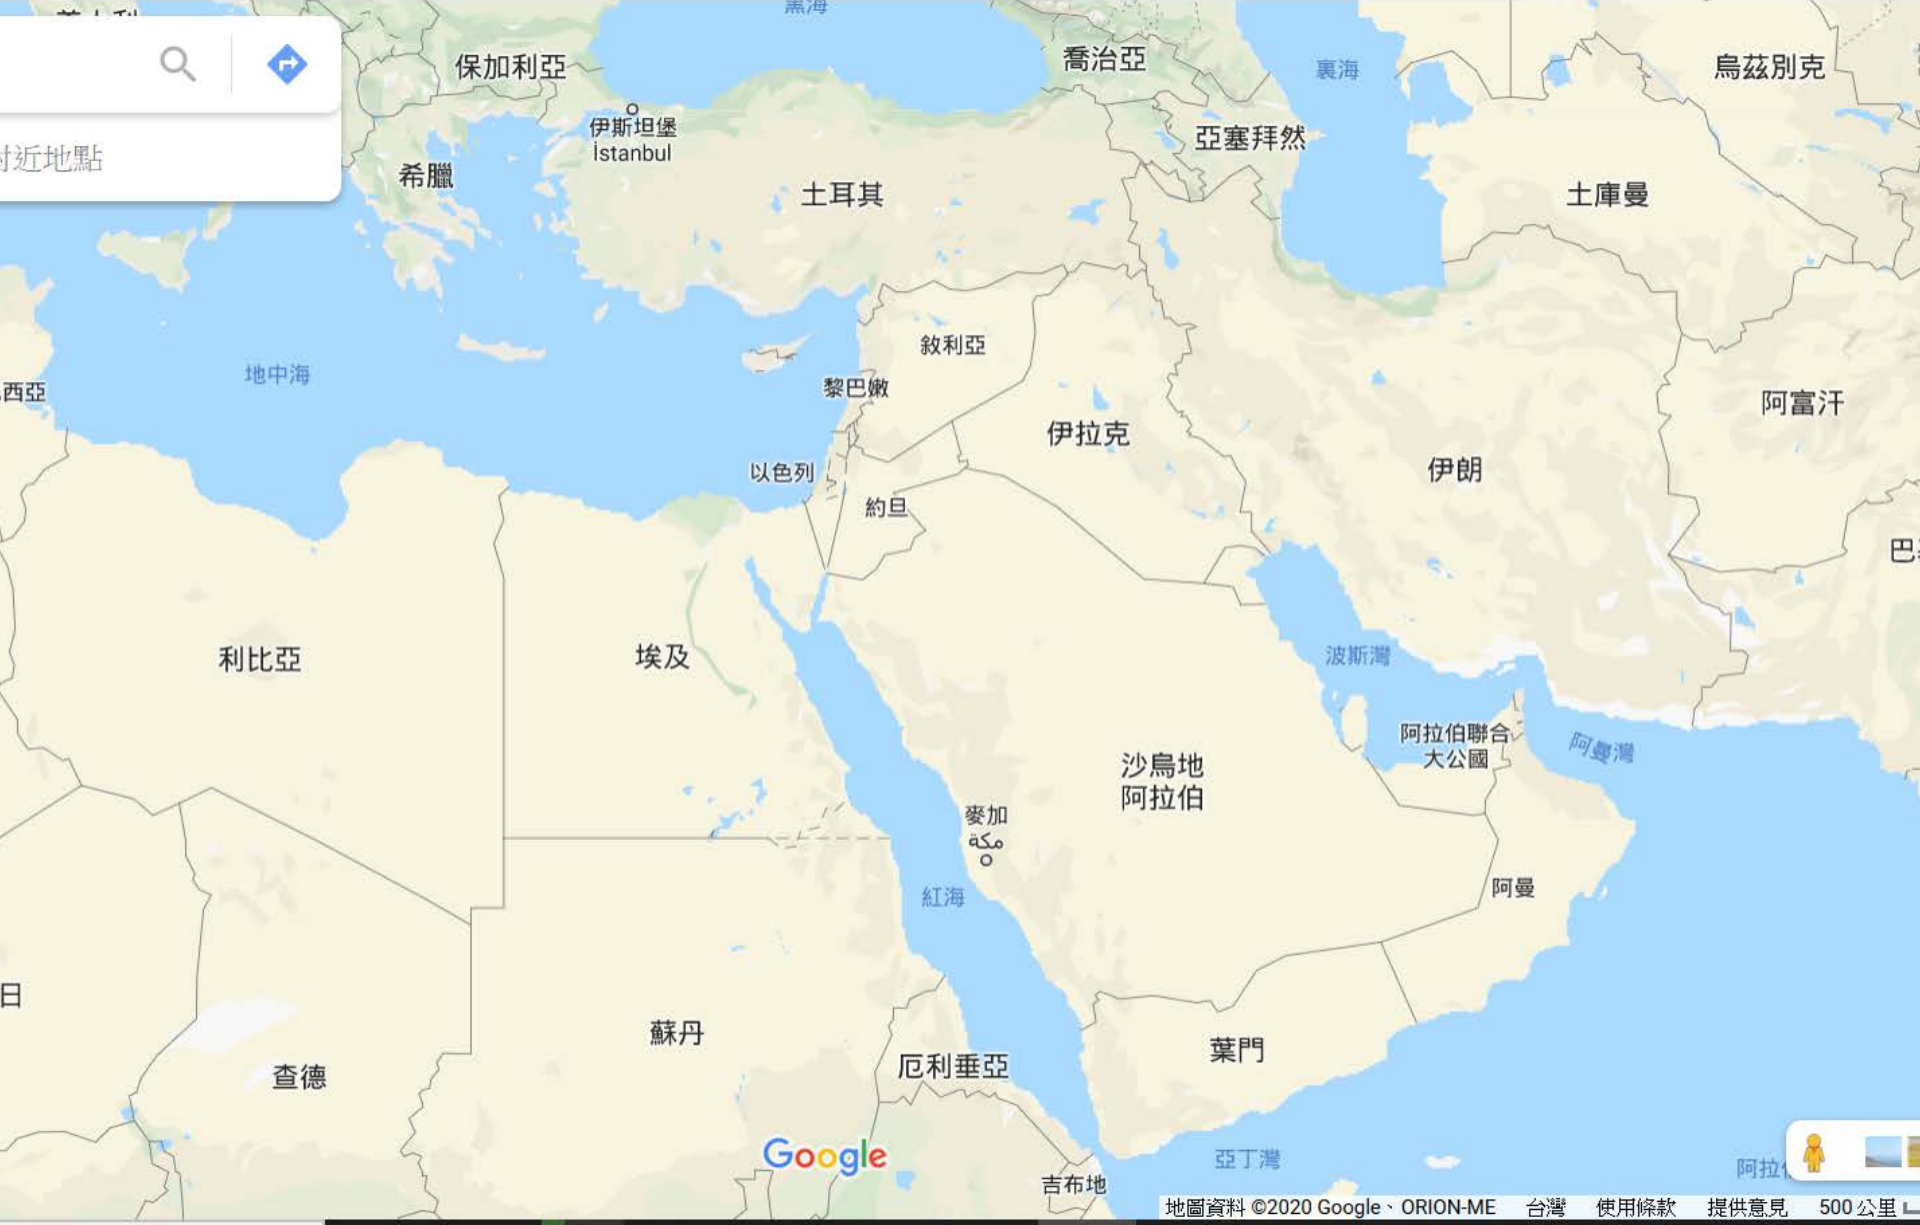 黑海
保加利亞
喬治亞
裏海
烏茲別克
伊斯坦堡
İstanbul
亞塞拜然
附近地點
希臘
土耳其
土庫曼
敘利亞
地中海
黎巴嫩
西亞
阿富汗
伊拉克
伊朗
以色列
約旦
巴
利比亞
埃及
波斯灣
阿拉伯聯合
大公國
阿曼灣
沙烏地
阿拉伯
麥加
مكة
紅海
阿曼
日
蘇丹
葉門
厄利垂亞
查德
Google
亞丁灣
阿拉
吉布地
地圖資料 ©2020 Google、ORION-ME 台灣 使用條款 提供意見 500 公里